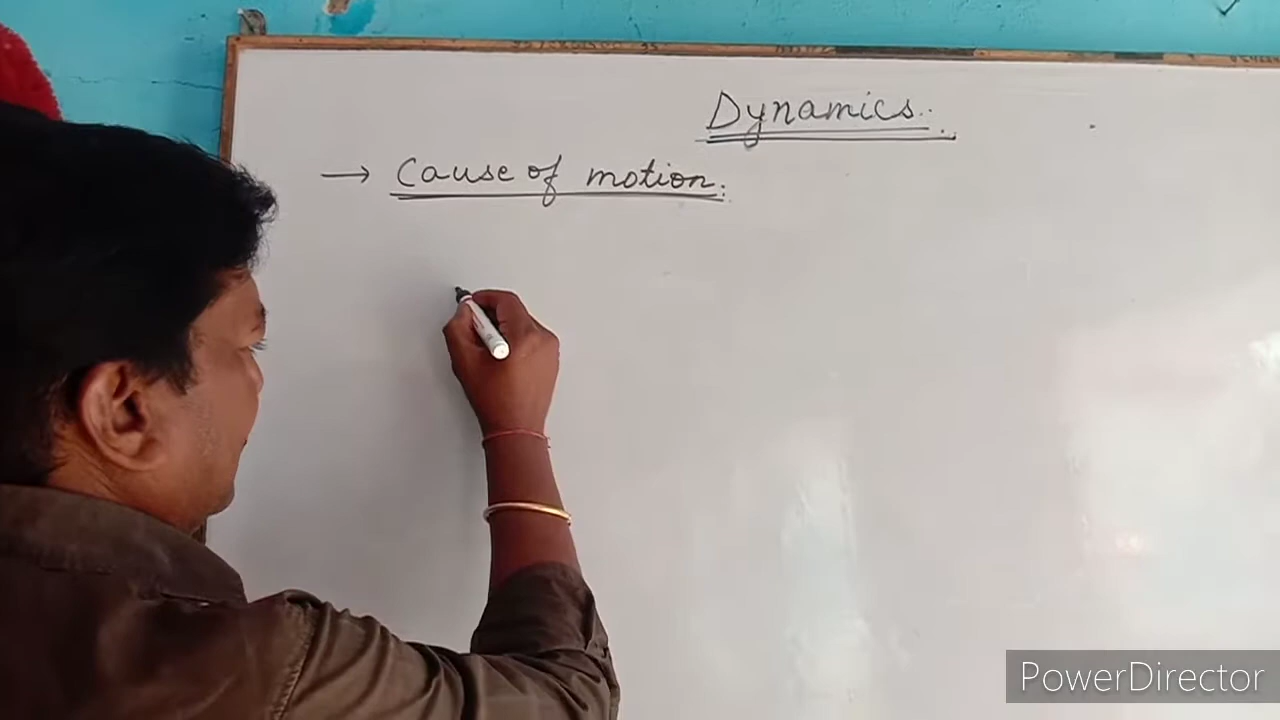 Dynamics.
→ Cause of motion.
PowerDirector